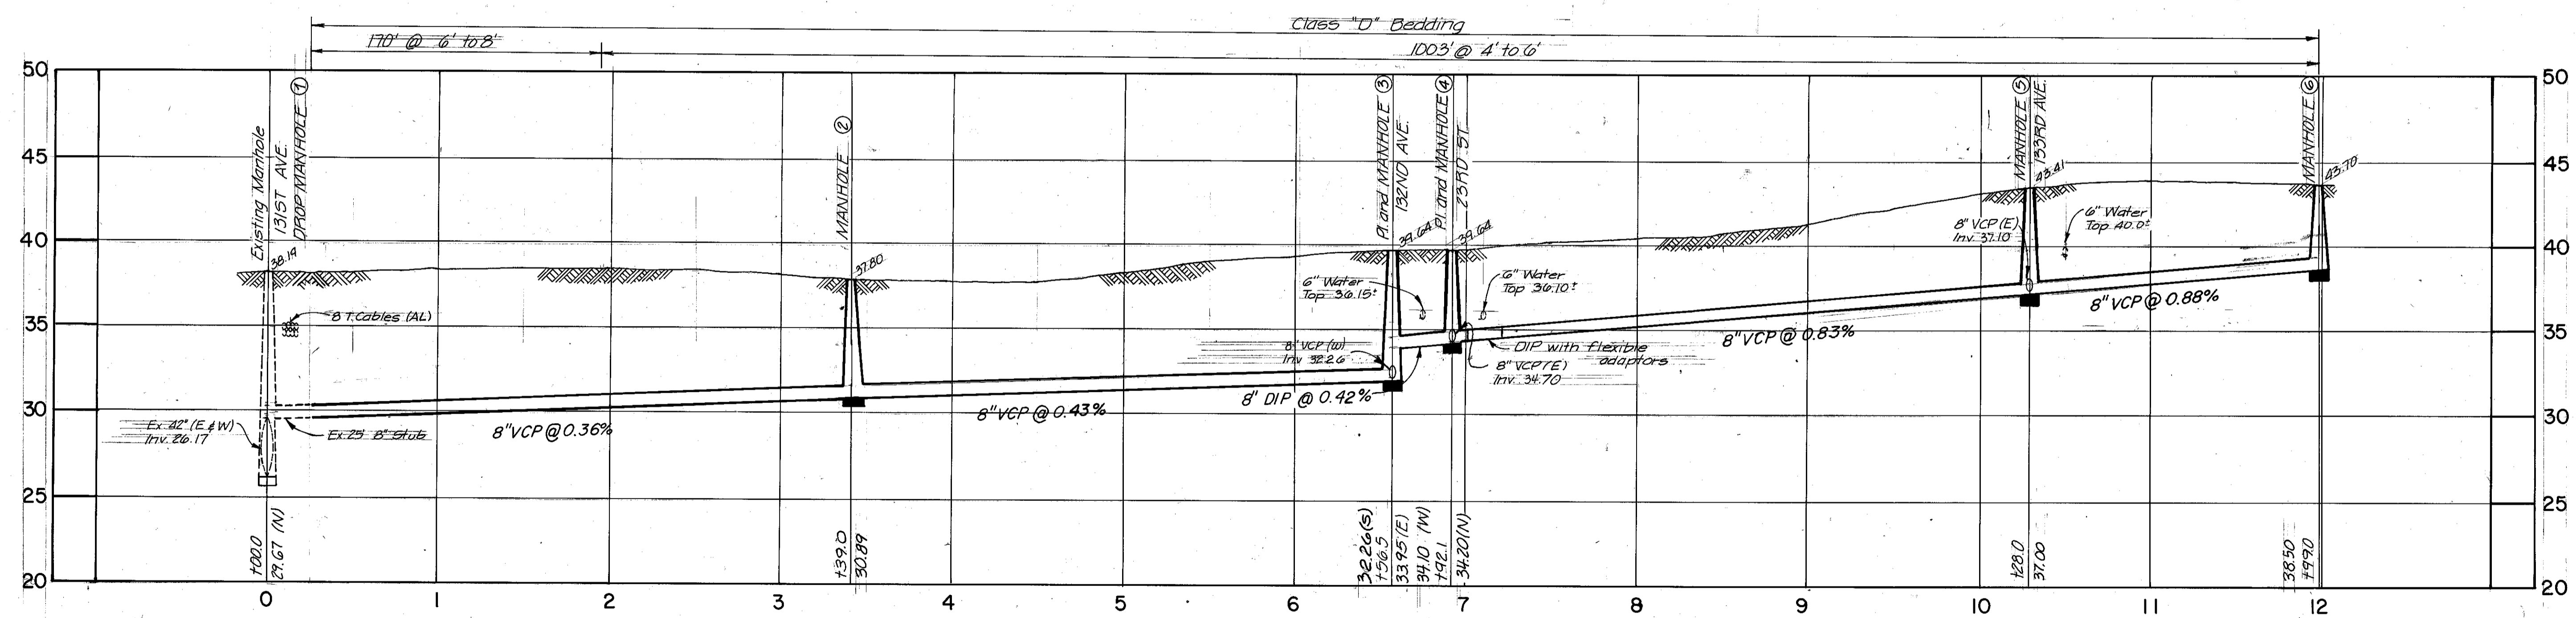 Class "D" Bedding
170' @ 6' to 8'
1003' @ 4' to 6'
50
45
40
35
30
25
20
Existing Manhole
131ST AVE.
DROP MANHOLE 1
38.19
8 T. Cables (AL)
Ex. 42" (E & W)
Inv. 26.17
Ex. 25' 8" Stub
8" VCP @ 0.36%
MANHOLE 2
37.80
8" VCP @ 0.43%
8" DIP @ 0.42%
P.I. and MANHOLE 3
132ND AVE.
39.64
6" Water
Top 36.15±
8" VCP (W)
Inv. 32.26
P.I. and MANHOLE 4
23RD ST.
39.64
6" Water
Top 36.10±
DIP with flexible
adaptors
8" VCP (E)
Inv. 34.70
8" VCP @ 0.83%
MANHOLE 5
133RD AVE.
43.41
8" VCP (E)
Inv. 37.10
6" Water
Top 40.0±
8" VCP @ 0.88%
MANHOLE 6
43.70
50
45
40
35
30
25
20
+00.0
29.67 (N)
+39.0
30.89
32.26 (S)
+56.5
33.95 (E)
34.10 (W)
+92.1
34.20 (N)
+28.0
37.00
38.50
+99.0
0
1
2
3
4
5
6
7
8
9
10
11
12